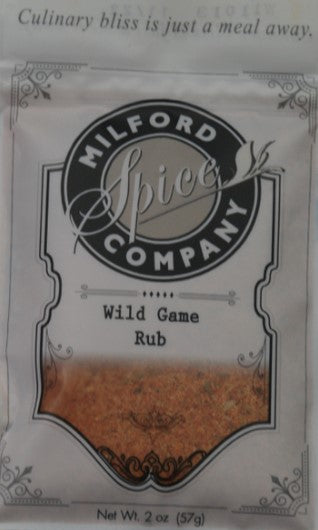 Culinary bliss is just a meal away.
MILFORD
Spice
COMPANY
Wild Game
Rub
Net Wt. 2 oz (57g)